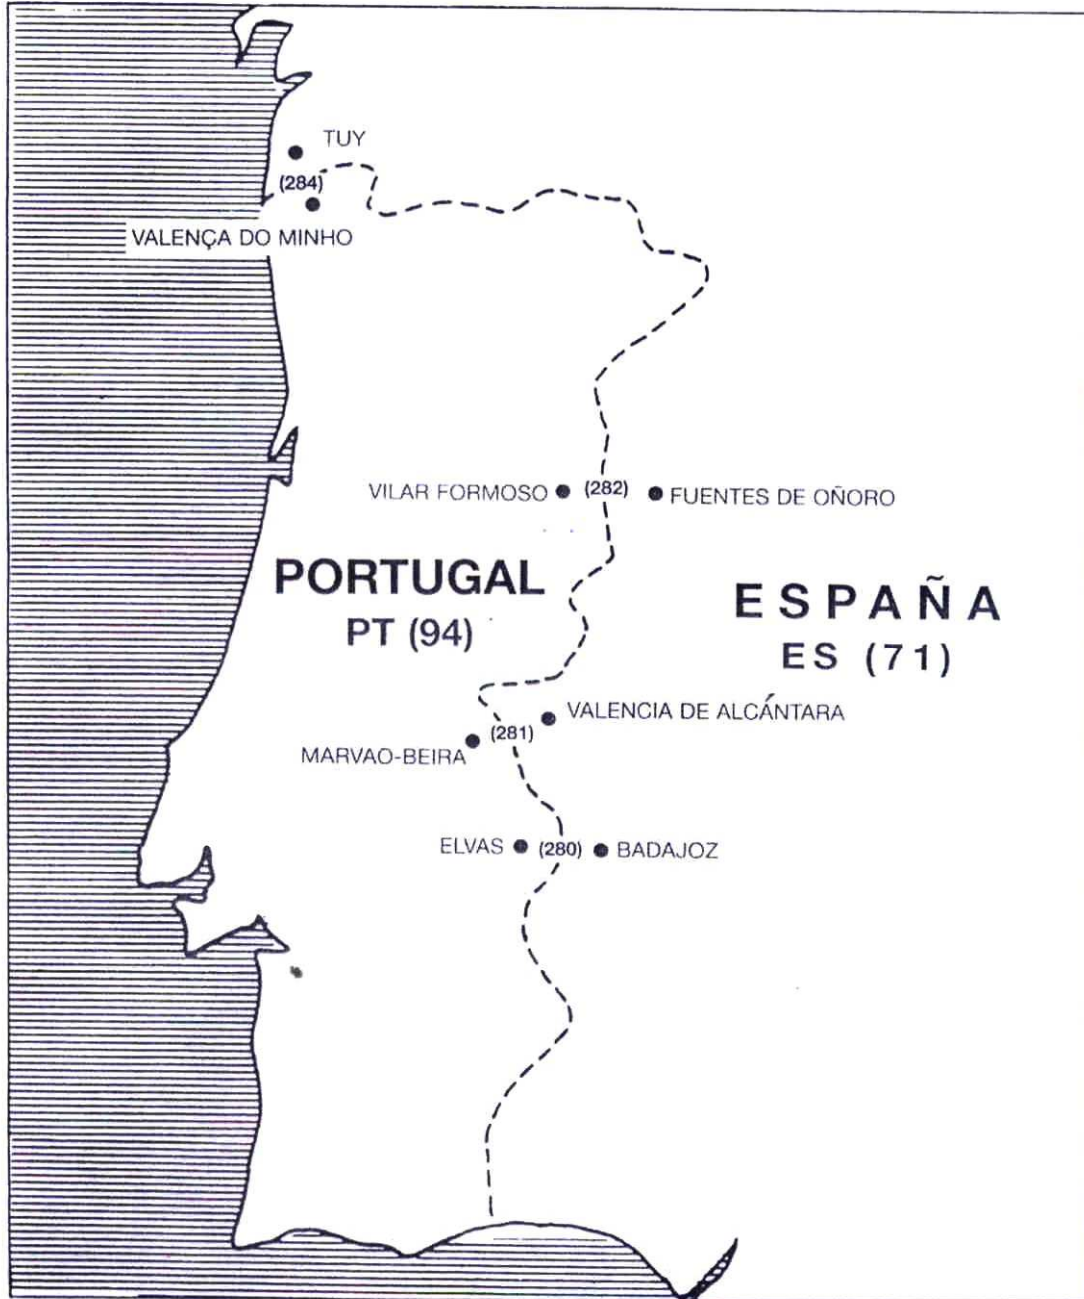 TUY
(284)
VALENÇA DO MINHO
VILAR FORMOSO (282) FUENTES DE OÑORO
PORTUGAL
PT (94)
ESPAÑA
ES (71)
VALENCIA DE ALCÁNTARA
(281)
MARVAO-BEIRA
ELVAS (280) BADAJOZ